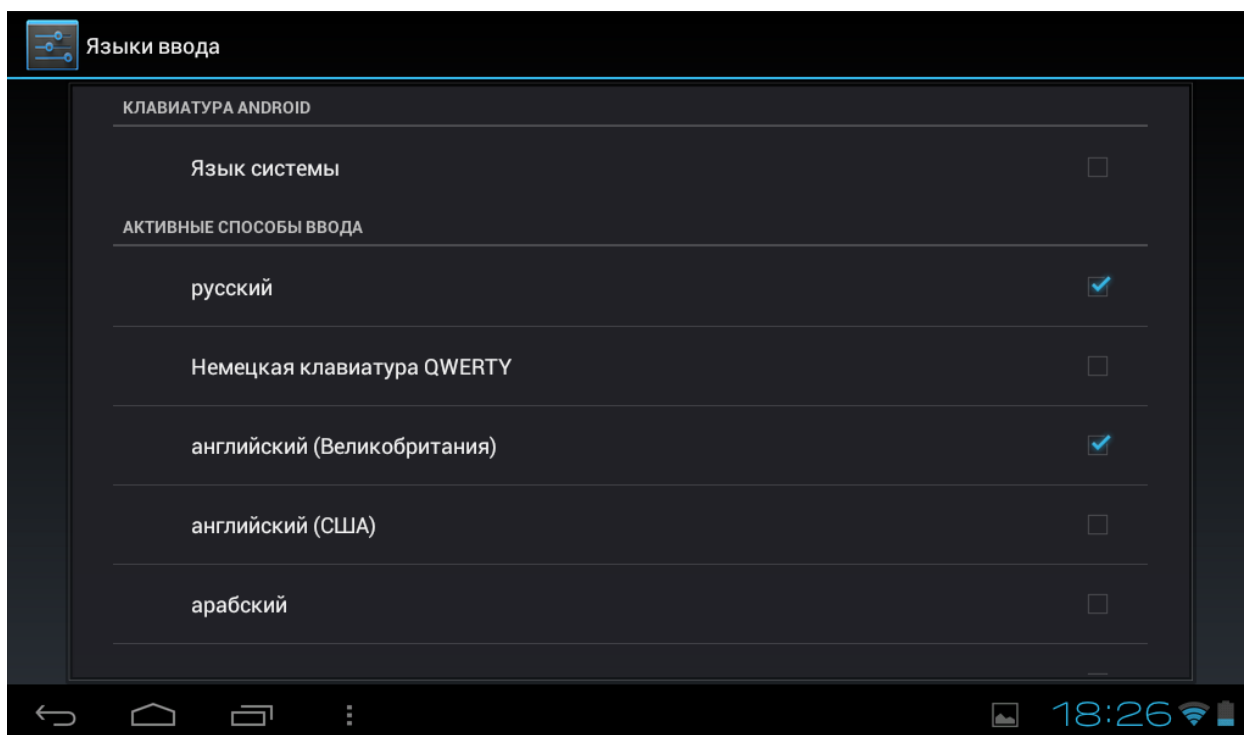 Языки ввода
КЛАВИАТУРА ANDROID
Язык системы
АКТИВНЫЕ СПОСОБЫ ВВОДА
русский
Немецкая клавиатура QWERTY
английский (Великобритания)
английский (США)
арабский
18:26